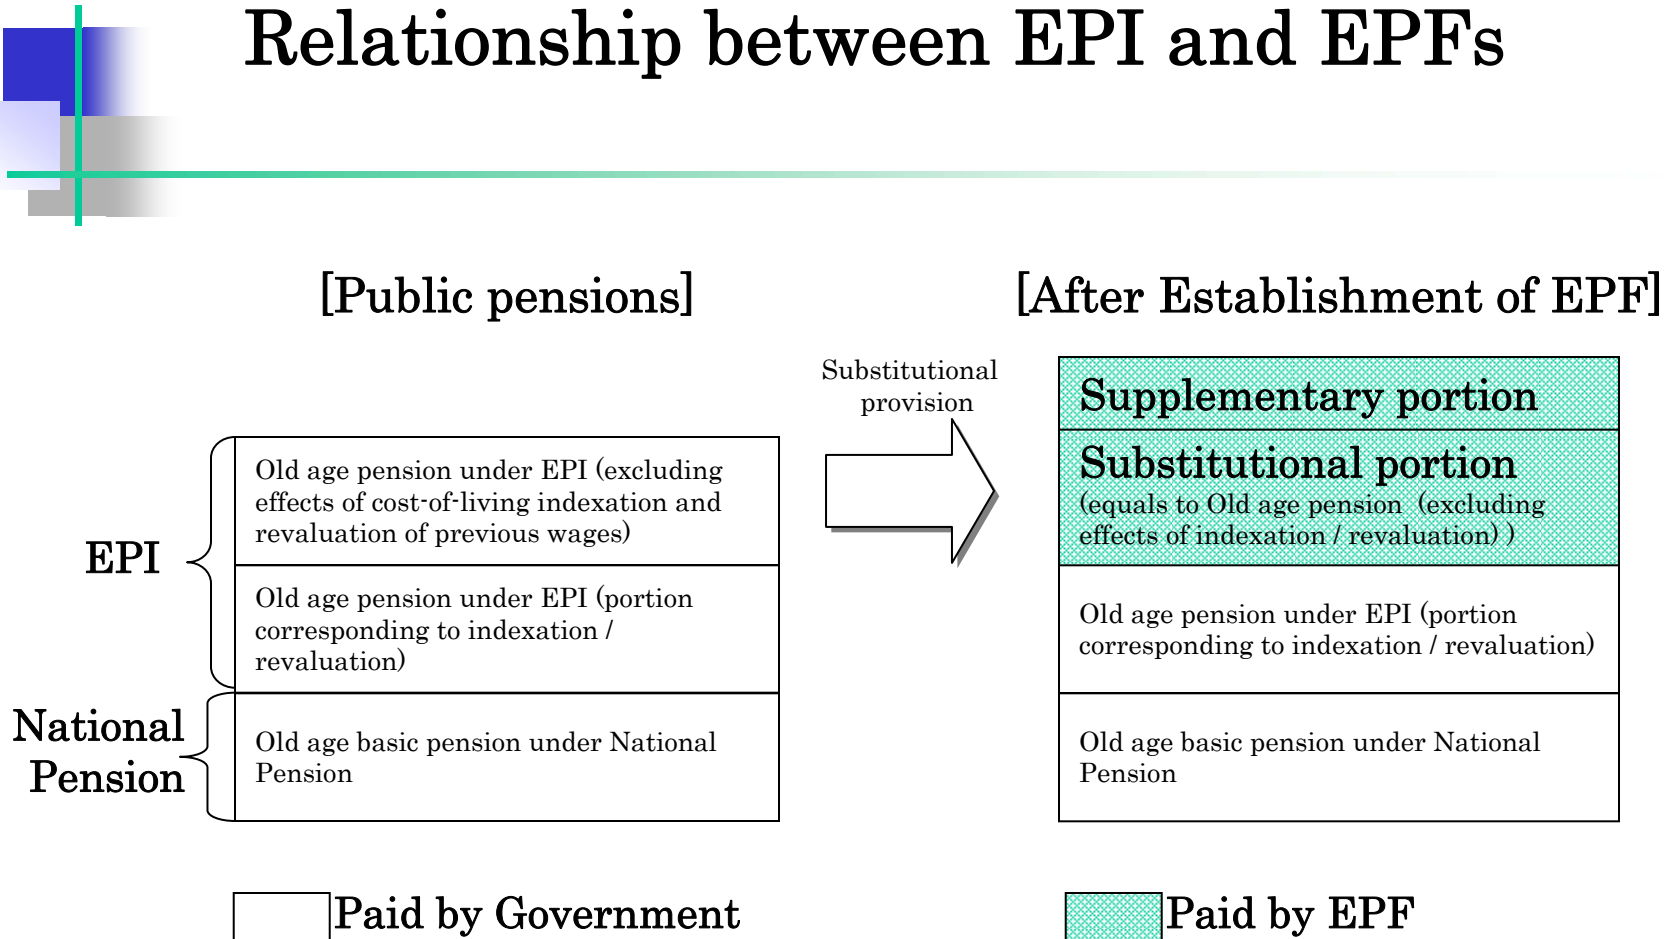 Relationship between EPI and EPFs
[Public pensions]
[After Establishment of EPF]
Substitutional
provision
EPI
National
Pension
Old age pension under EPI (excluding
effects of cost-of-living indexation and
revaluation of previous wages)
Old age pension under EPI (portion
corresponding to indexation /
revaluation)
Old age basic pension under National
Pension
Supplementary portion
Substitutional portion
(equals to Old age pension (excluding
effects of indexation / revaluation) )
Old age pension under EPI (portion
corresponding to indexation / revaluation)
Old age basic pension under National
Pension
Paid by Government
Paid by EPF